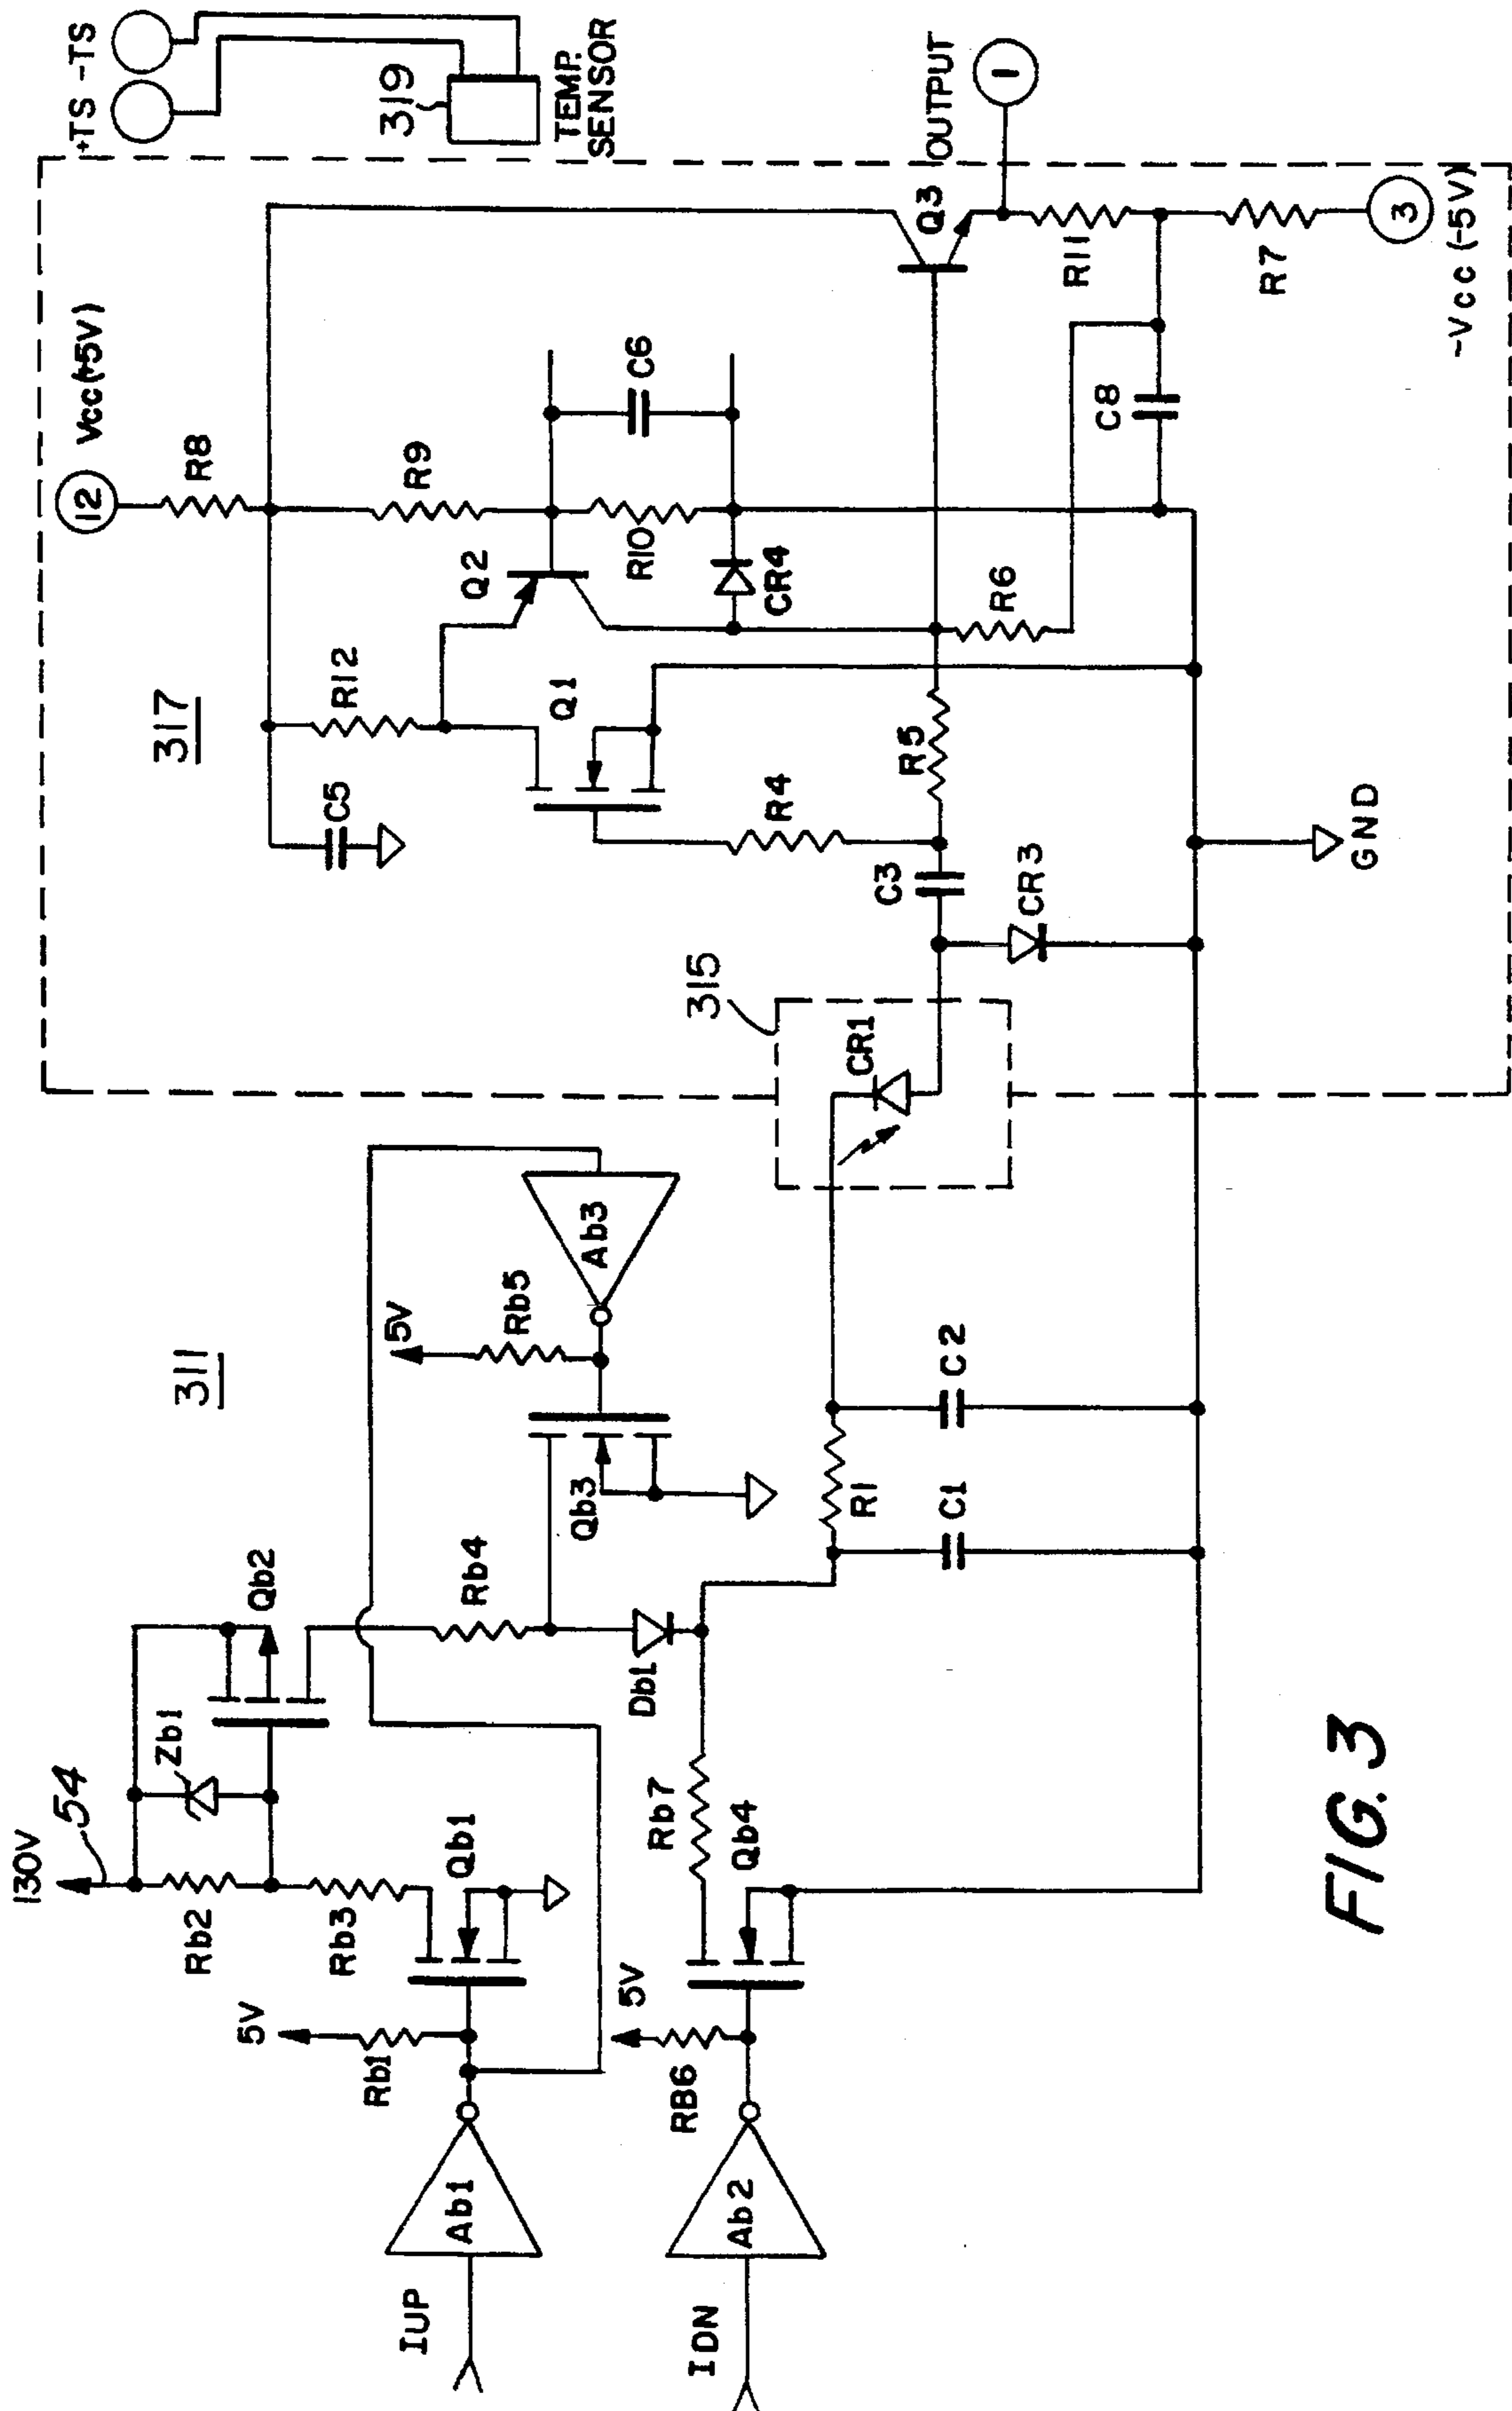 +TS -TS
319
TEMP.
SENSOR
12 Vcc(+5V)
R8
317
R12
C5
R9
Q2
C6
R10
CR4
Q1
R4
R5
R6
Q3
OUTPUT
1
R11
C8
R7
3
-Vcc (-5V)
C3
CR3
GND
315
CR1
311
5V
Rb5
Ab3
130V
54
Rb2
Zb1
Qb2
Rb3
Qb1
Rb4
Qb3
5V
Rb1
Db1
R1
C1
C2
Rb7
Qb4
5V
RB6
IUP
Ab1
IDN
Ab2
FIG. 3